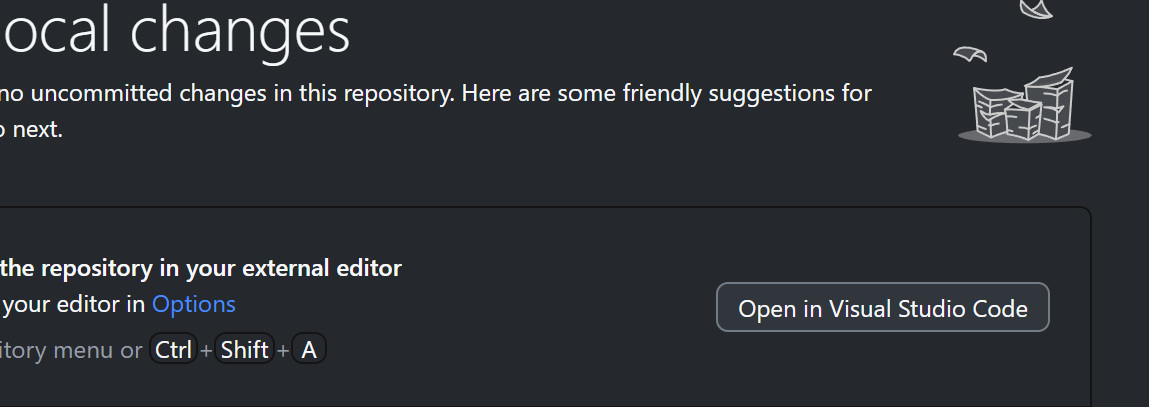 local changes
no uncommitted changes in this repository. Here are some friendly suggestions for
o next.
the repository in your external editor
your editor in Options
Open in Visual Studio Code
itory menu or Ctrl + Shift + A